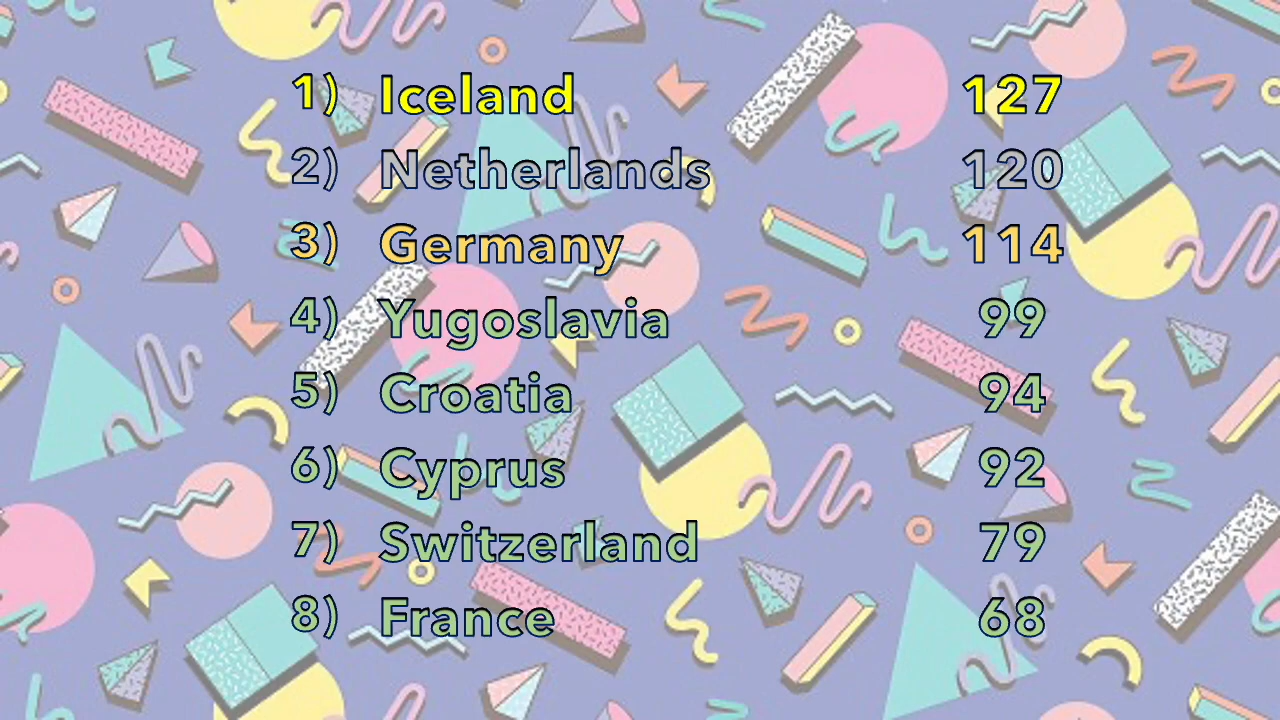 1) Iceland 127
2) Netherlands 120
3) Germany 114
4) Yugoslavia 99
5) Croatia 94
6) Cyprus 92
7) Switzerland 79
8) France 68